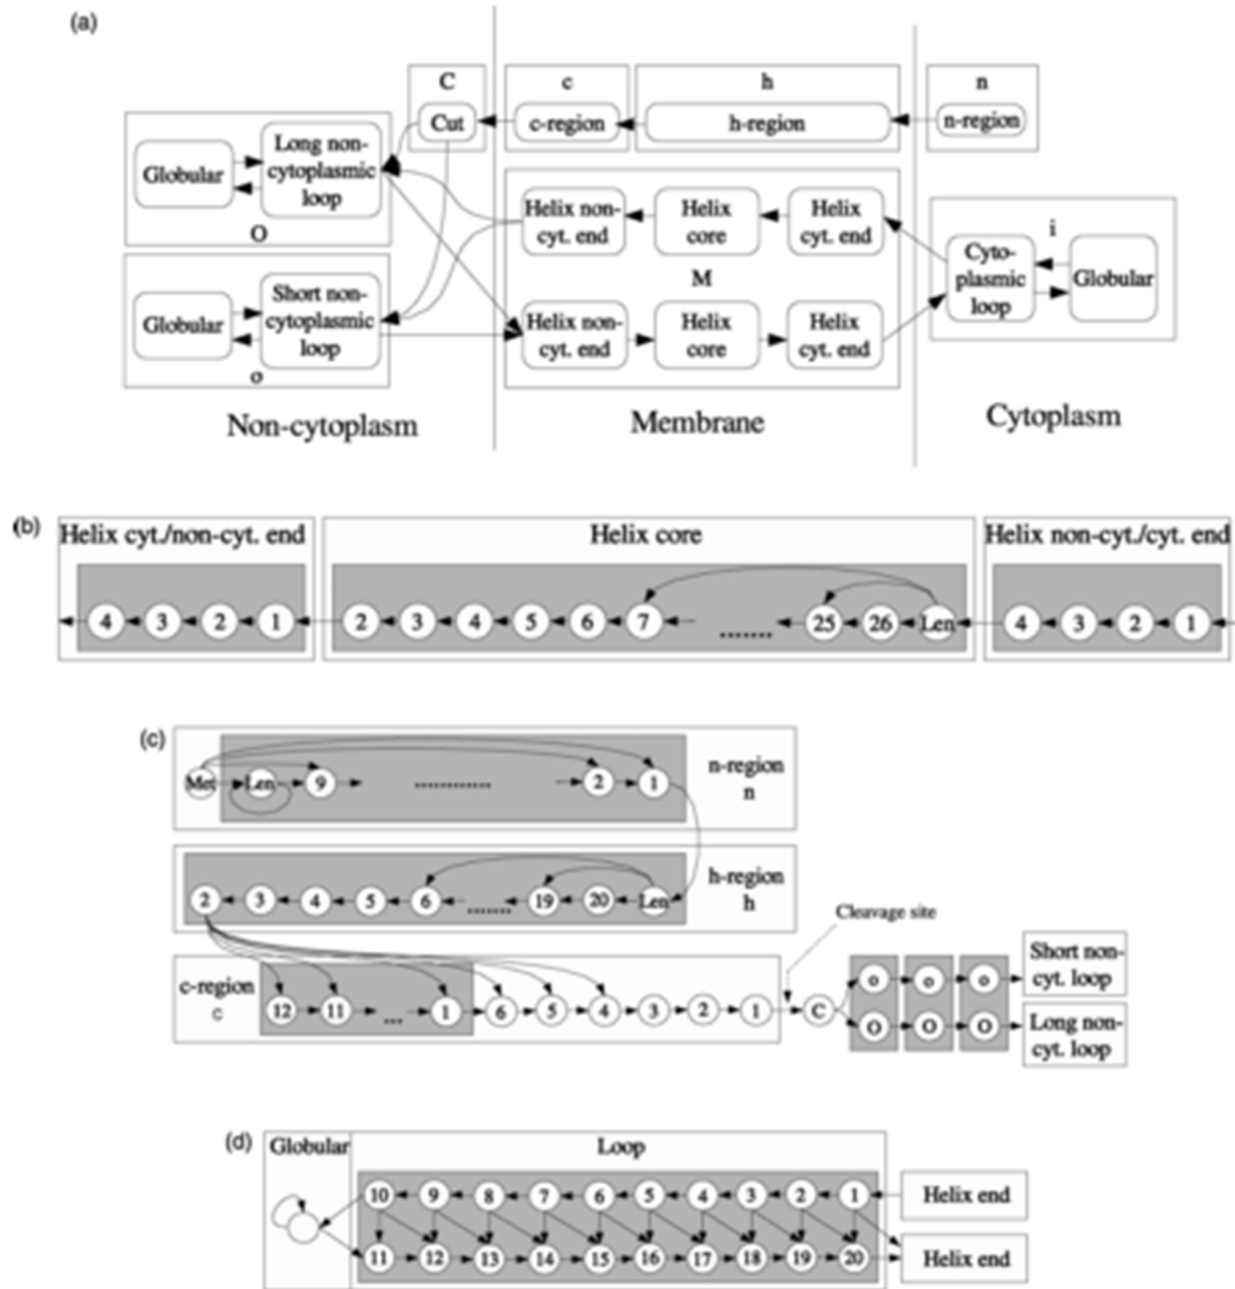 (a)
C
c
h
n
Cut
c-region
h-region
n-region
Globular
Long non-
cytoplasmic
loop
O
Globular
Short non-
cytoplasmic
loop
o
Helix non-
cyt. end
Helix
core
Helix
cyt. end
M
Helix non-
cyt. end
Helix
core
Helix
cyt. end
i
Cyto-
plasmic
loop
Globular
Non-cytoplasm
Membrane
Cytoplasm
(b)
Helix cyt./non-cyt. end
Helix core
Helix non-cyt./cyt. end
4 3 2 1
2 3 4 5 6 7 ....... 25 26 Len
4 3 2 1
(c)
Met Len 9 ............ 2 1
n-region
n
2 3 4 5 6 ....... 19 20 Len
h-region
h
Cleavage site
c-region
c
12 11 ... 1 6 5 4 3 2 1 C
o o o
O O O
Short non-
cyt. loop
Long non-
cyt. loop
(d)
Globular
Loop
10 9 8 7 6 5 4 3 2 1
Helix end
11 12 13 14 15 16 17 18 19 20
Helix end